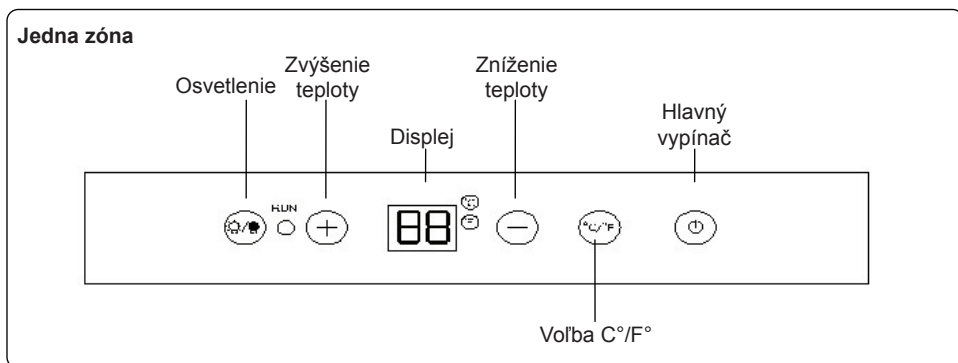 Jedna zóna
Osvetlenie
Zvýšenie
teploty
Displej
Zníženie
teploty
Hlavný
vypínač
RUN
88
°C/°F
Voľba C°/F°